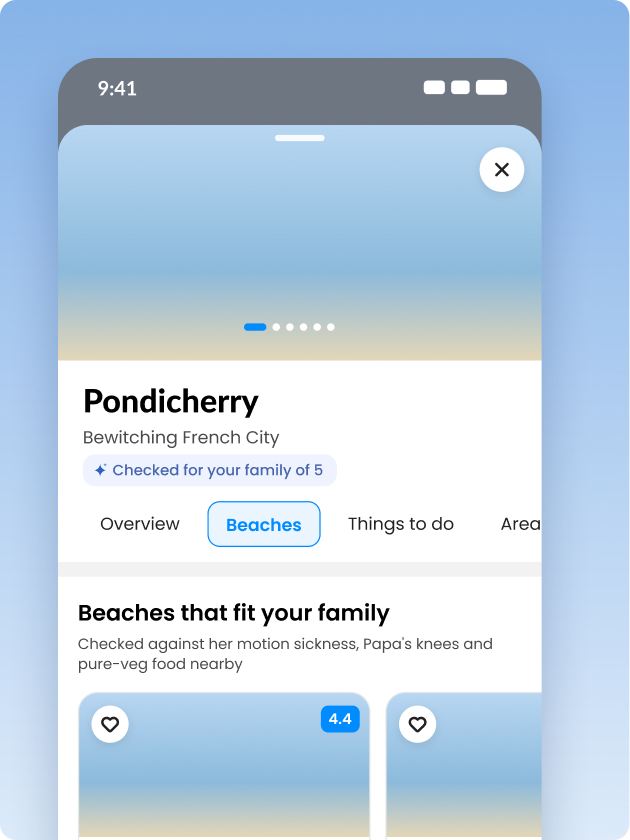 9:41
Pondicherry
Bewitching French City
Checked for your family of 5
Overview Beaches Things to do Area
Beaches that fit your family
Checked against her motion sickness, Papa's knees and
pure-veg food nearby
4.4